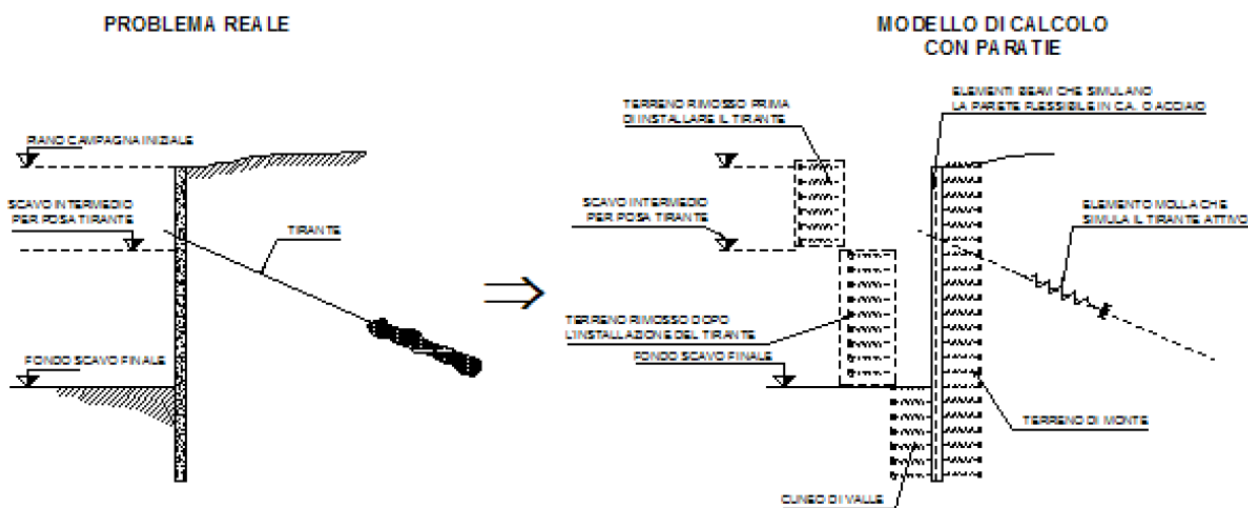 PROBLEMA REALE
PIANO CAMPAGNA INIZIALE
SCAVO INTERMEDIO
PER POSA TIRANTE
TIRANTE
FONDO SCAVO FINALE
MODELLO DI CALCOLO
CON PARATIE
TERRENO RIMOSSO PRIMA
DI INSTALLARE IL TIRANTE
ELEMENTI BEAM CHE SIMULANO
LA PARETE FLESSIBILE IN C.A. O ACCIAIO
SCAVO INTERMEDIO
PER POSA TIRANTE
ELEMENTO MOLLA CHE
SIMULA IL TIRANTE ATTIVO
TERRENO RIMOSSO DOPO
L'INSTALLAZIONE DEL TIRANTE
FONDO SCAVO FINALE
TERRENO DI MONTE
CUNEO DI VALLE